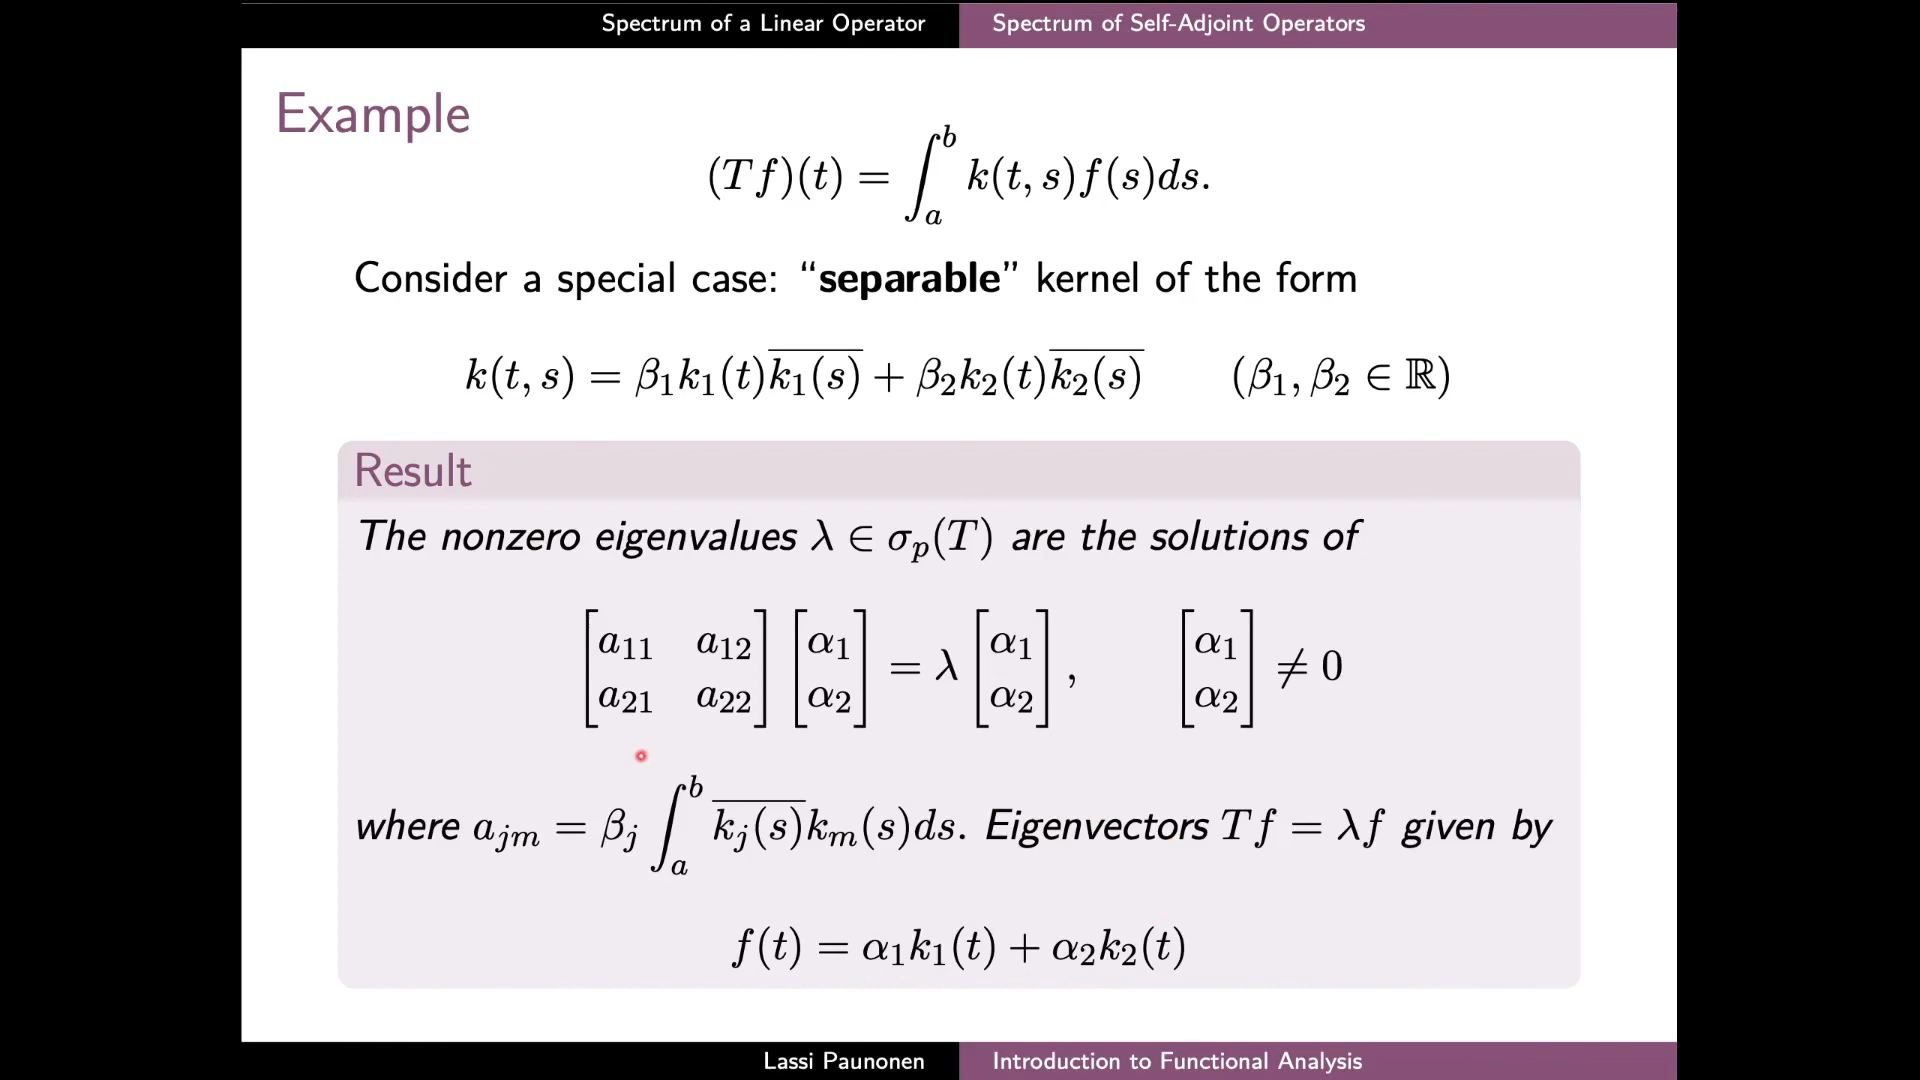 Spectrum of a Linear Operator Spectrum of Self-Adjoint Operators
Example
(Tf)(t) = ∫_a^b k(t, s)f(s)ds.
Consider a special case: “separable” kernel of the form
k(t, s) = β₁k₁(t)k̅₁̅(̅s̅)̅ + β₂k₂(t)k̅₂̅(̅s̅)̅ (β₁, β₂ ∈ ℝ)
Result
The nonzero eigenvalues λ ∈ σ_p(T) are the solutions of
[a₁₁ a₁₂; a₂₁ a₂₂] [α₁; α₂] = λ [α₁; α₂], [α₁; α₂] ≠ 0
where a_jm = β_j ∫_a^b k̅_̅j̅(̅s̅)̅k_m(s)ds. Eigenvectors Tf = λf given by
f(t) = α₁k₁(t) + α₂k₂(t)
Lassi Paunonen Introduction to Functional Analysis